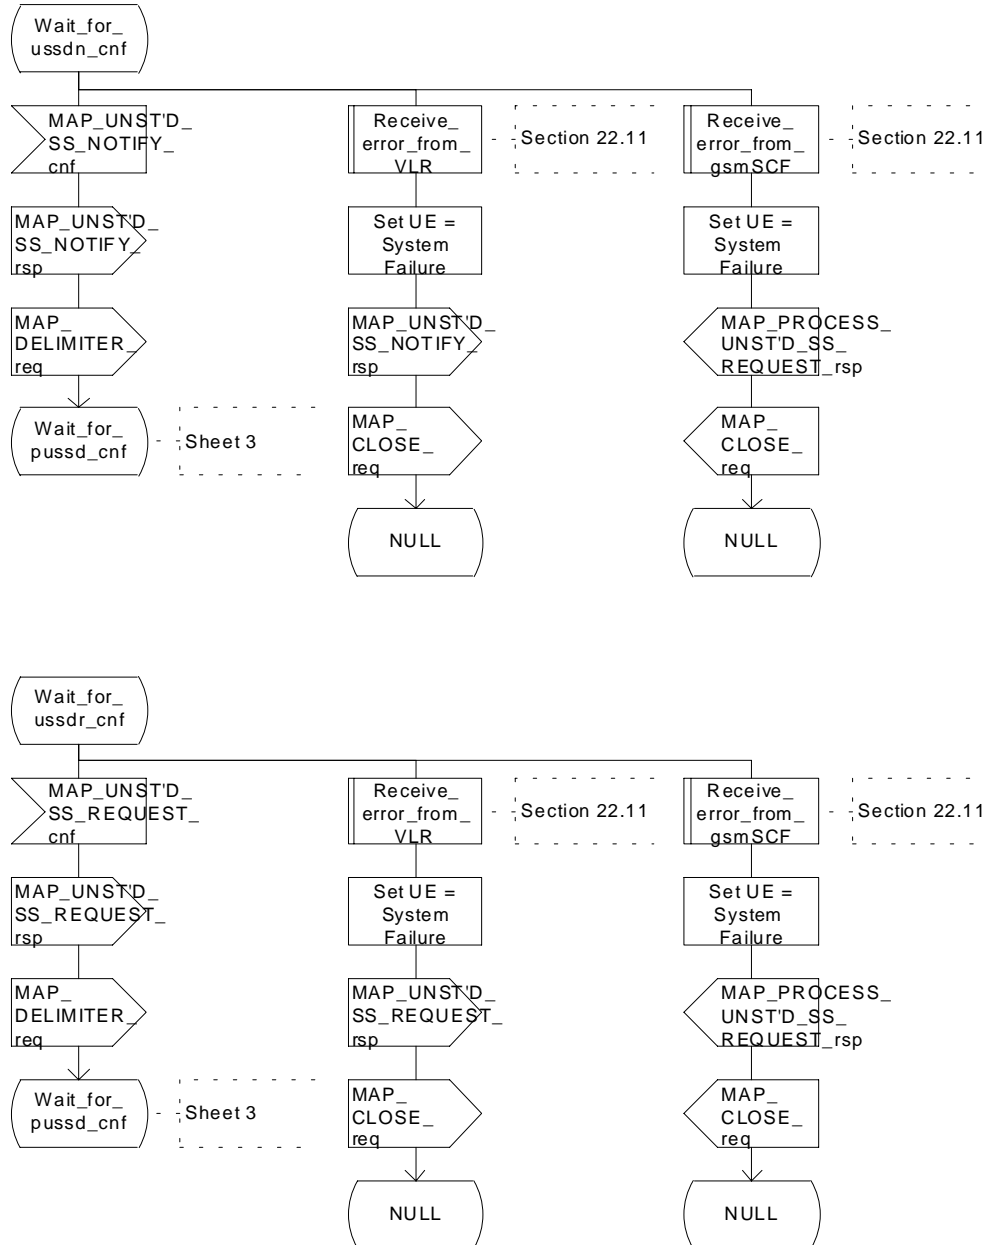 Wait_for_
ussdn_cnf
MAP_UNST'D_
SS_NOTIFY_
cnf
Receive_
error_from_
VLR
Section 22.11
Receive_
error_from_
gsmSCF
Section 22.11
MAP_UNST'D_
SS_NOTIFY_
rsp
Set UE =
System
Failure
Set UE =
System
Failure
MAP_
DELIMITER_
req
MAP_UNST'D_
SS_NOTIFY_
rsp
MAP_PROCESS_
UNST'D_SS_
REQUEST_rsp
Wait_for_
pussd_cnf
Sheet 3
MAP_
CLOSE_
req
MAP_
CLOSE_
req
NULL
NULL
Wait_for_
ussdr_cnf
MAP_UNST'D_
SS_REQUEST_
cnf
Receive_
error_from_
VLR
Section 22.11
Receive_
error_from_
gsmSCF
Section 22.11
MAP_UNST'D_
SS_REQUEST_
rsp
Set UE =
System
Failure
Set UE =
System
Failure
MAP_
DELIMITER_
req
MAP_UNST'D_
SS_REQUEST_
rsp
MAP_PROCESS_
UNST'D_SS_
REQUEST_rsp
Wait_for_
pussd_cnf
Sheet 3
MAP_
CLOSE_
req
MAP_
CLOSE_
req
NULL
NULL